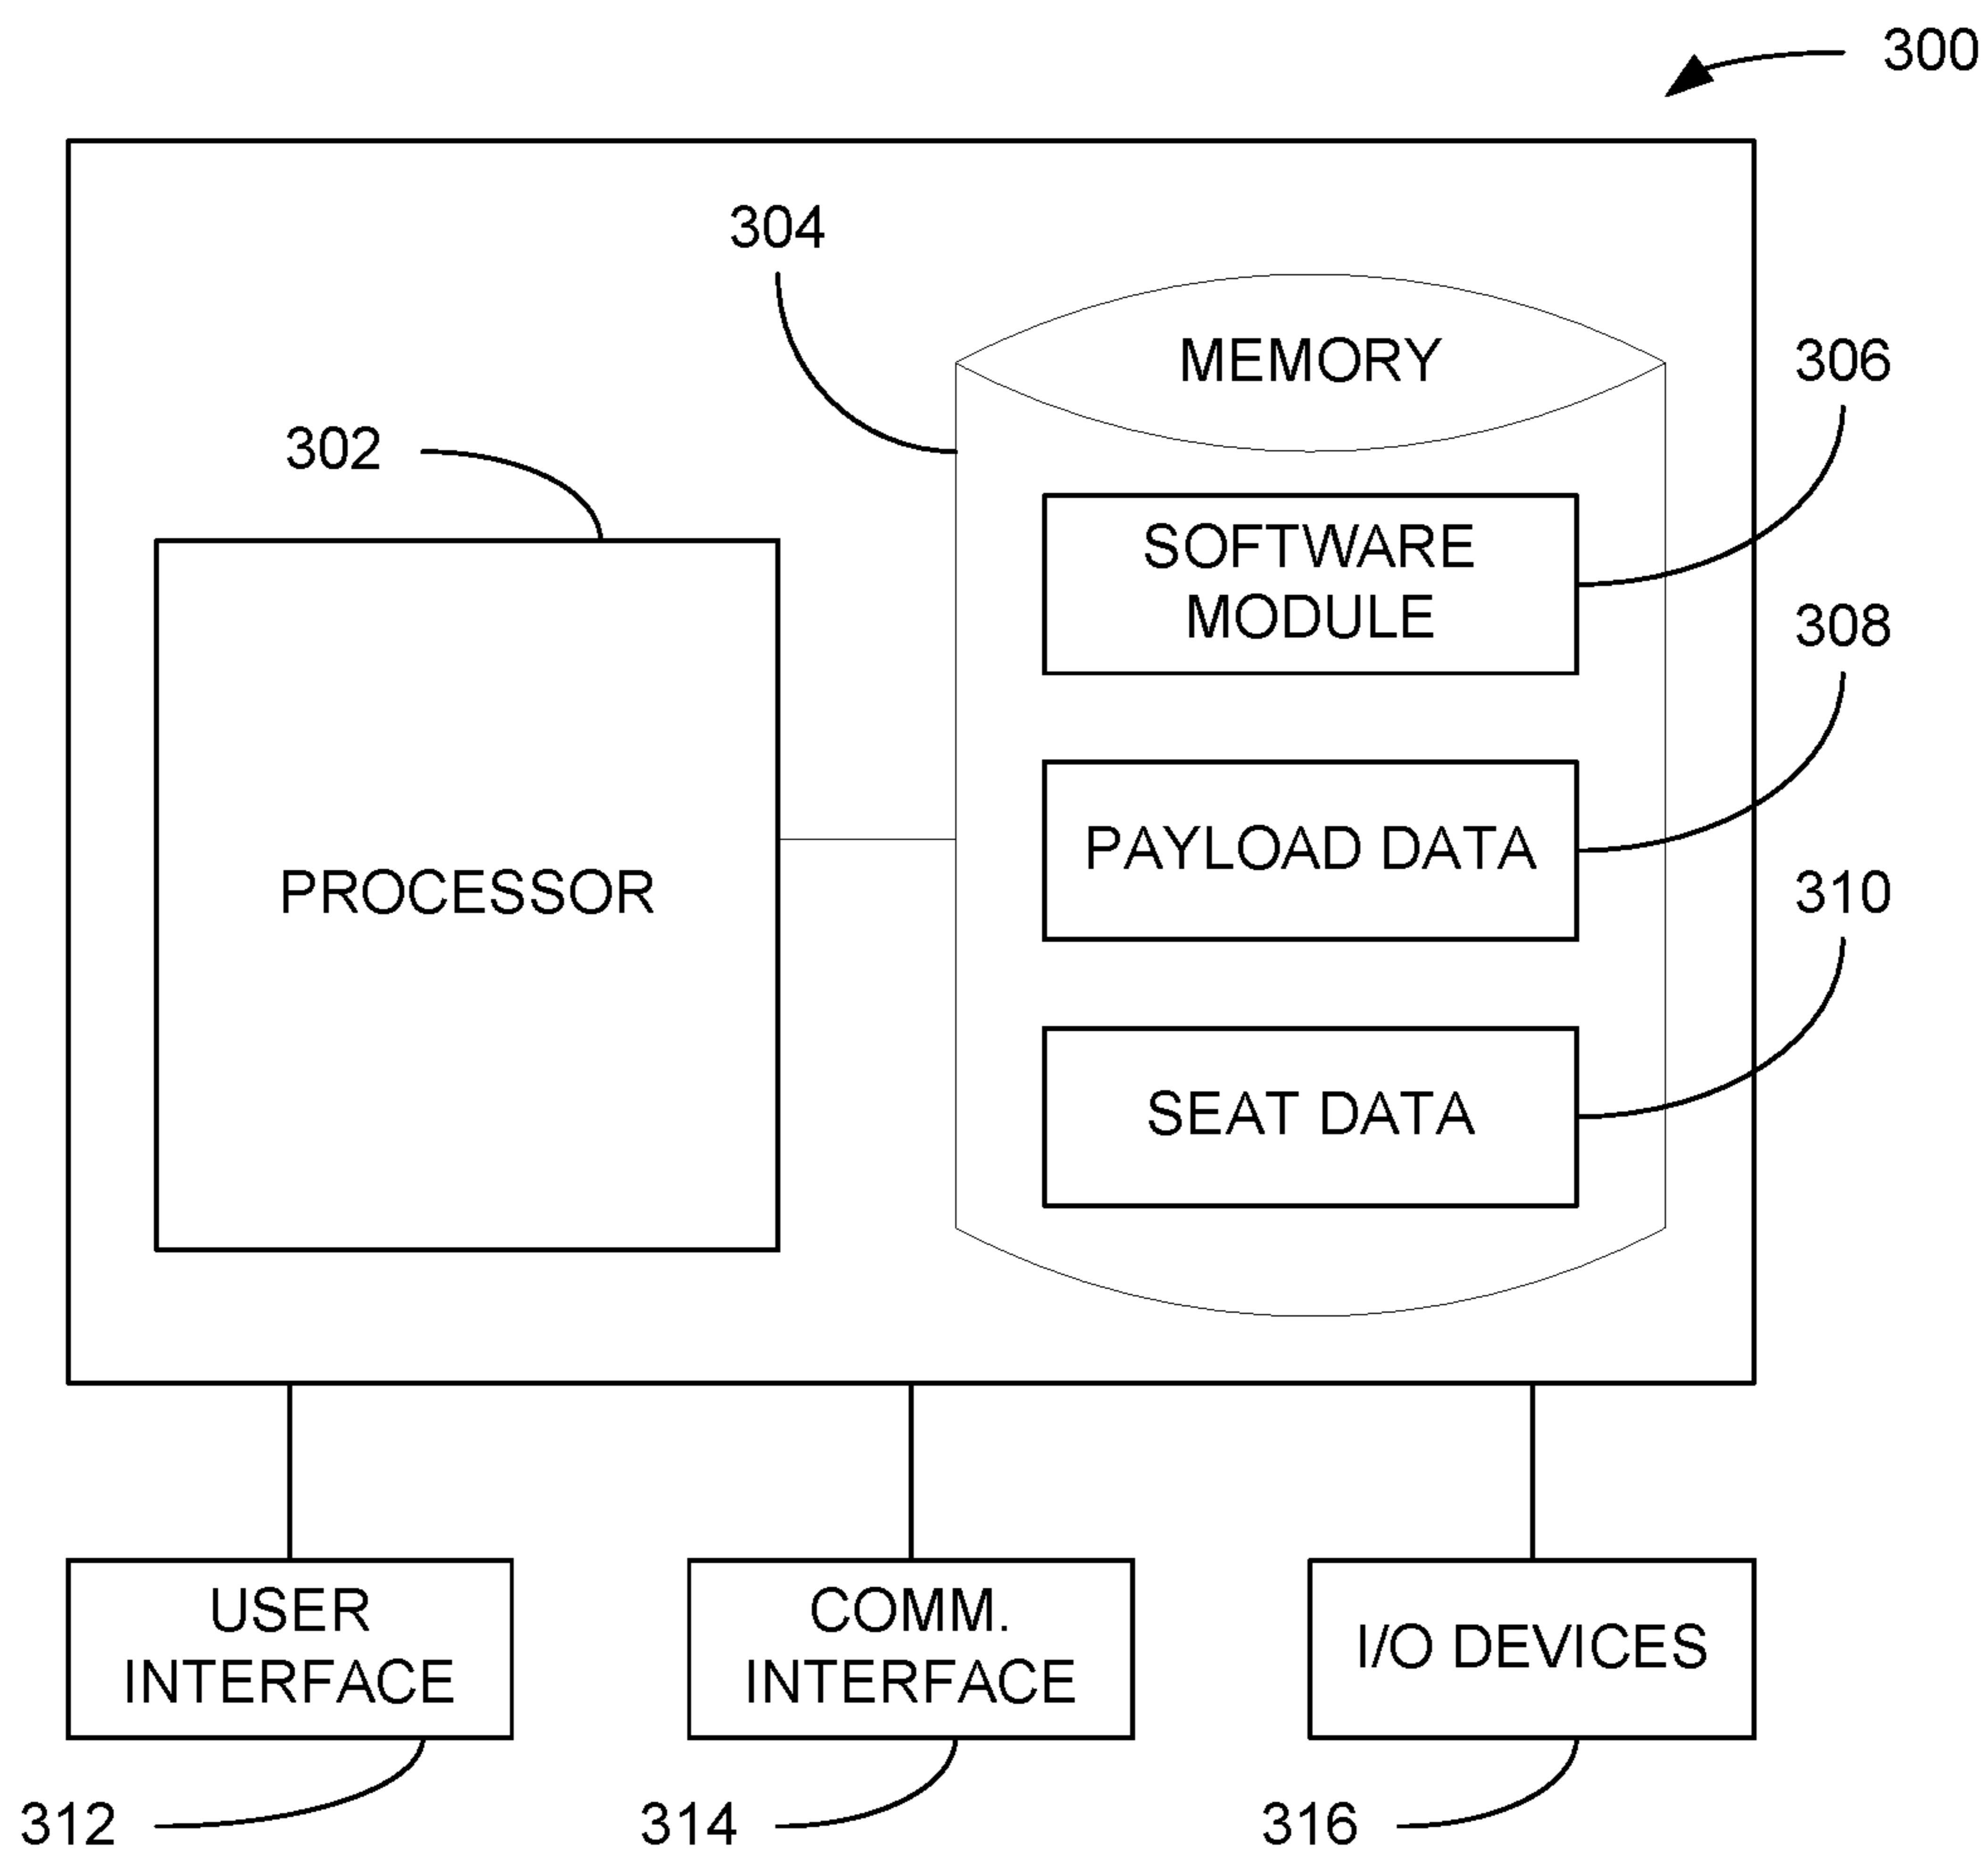 300
304
MEMORY
306
302
SOFTWARE
MODULE
308
PROCESSOR
PAYLOAD DATA
310
SEAT DATA
USER
INTERFACE
COMM.
INTERFACE
I/O DEVICES
312
314
316